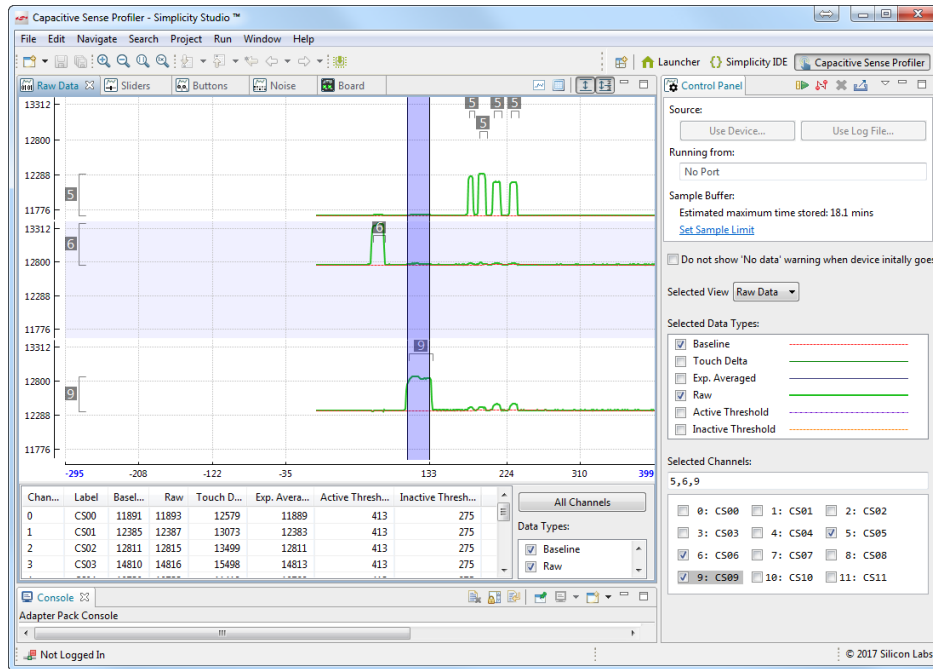 Capacitive Sense Profiler - Simplicity Studio ™
File Edit Navigate Search Project Run Window Help
Launcher {} Simplicity IDE Capacitive Sense Profiler
Raw Data Sliders Buttons Noise Board
13312
12800
12288
11776
13312
12800
12288
11776
13312
12800
12288
11776
5
6
9
5 5 5
5
6
9
-295 -208 -122 -35 133 224 310 399
Chan... Label Basel... Raw Touch D... Exp. Avera... Active Thresh... Inactive Thresh...
0 CS00 11891 11893 12579 11889 413 275
1 CS01 12385 12387 13073 12383 413 275
2 CS02 12811 12815 13499 12811 413 275
3 CS03 14810 14816 15498 14813 413 275
All Channels
Data Types:
Baseline
Raw
Console
Adapter Pack Console
Not Logged In
Control Panel
Source:
Use Device... Use Log File...
Running from:
No Port
Sample Buffer:
Estimated maximum time stored: 18.1 mins
Set Sample Limit
Do not show 'No data' warning when device initally goes
Selected View Raw Data
Selected Data Types:
Baseline
Touch Delta
Exp. Averaged
Raw
Active Threshold
Inactive Threshold
Selected Channels:
5,6,9
0: CS00 1: CS01 2: CS02
3: CS03 4: CS04 5: CS05
6: CS06 7: CS07 8: CS08
9: CS09 10: CS10 11: CS11
© 2017 Silicon Labs